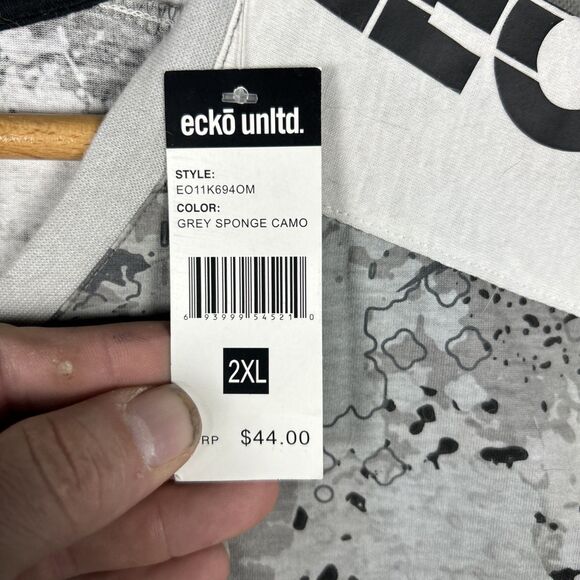 eckō unltd.
STYLE:
EO11K694OM
COLOR:
GREY SPONGE CAMO
6 93999 54521 0
2XL
RP $44.00